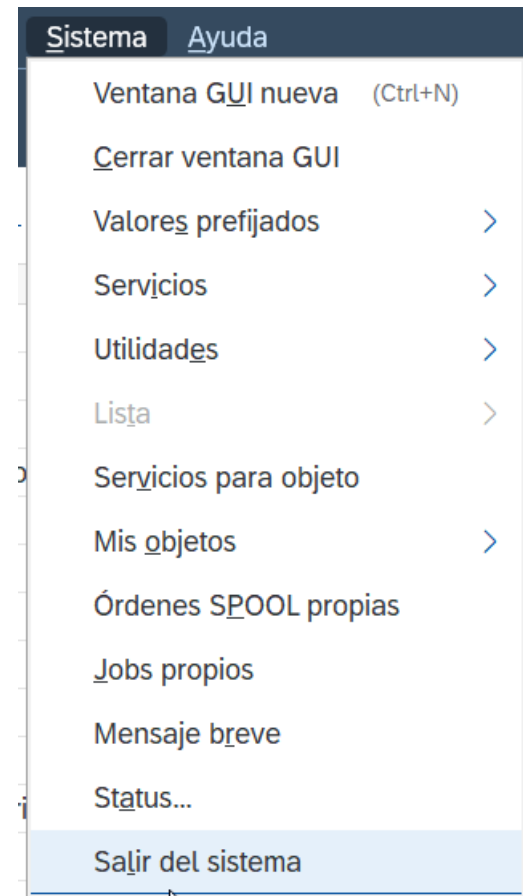 Sistema Ayuda
Ventana GUI nueva (Ctrl+N)
Cerrar ventana GUI
Valores prefijados
Servicios
Utilidades
Lista
Servicios para objeto
Mis objetos
Órdenes SPOOL propias
Jobs propios
Mensaje breve
Status...
Salir del sistema